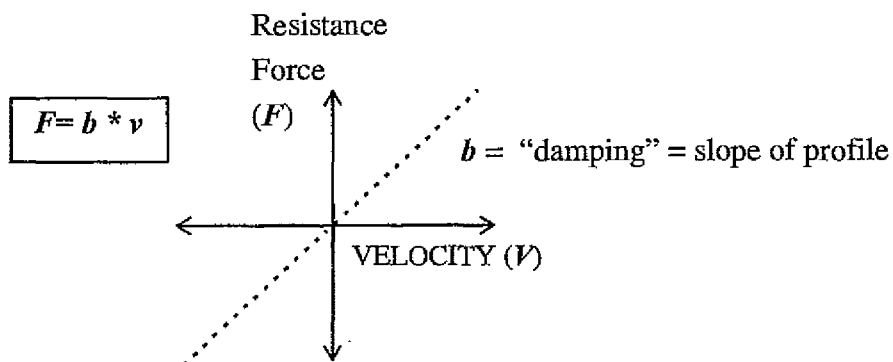 Resistance
Force
(F)
F= b * v
b = “damping” = slope of profile
VELOCITY (V)